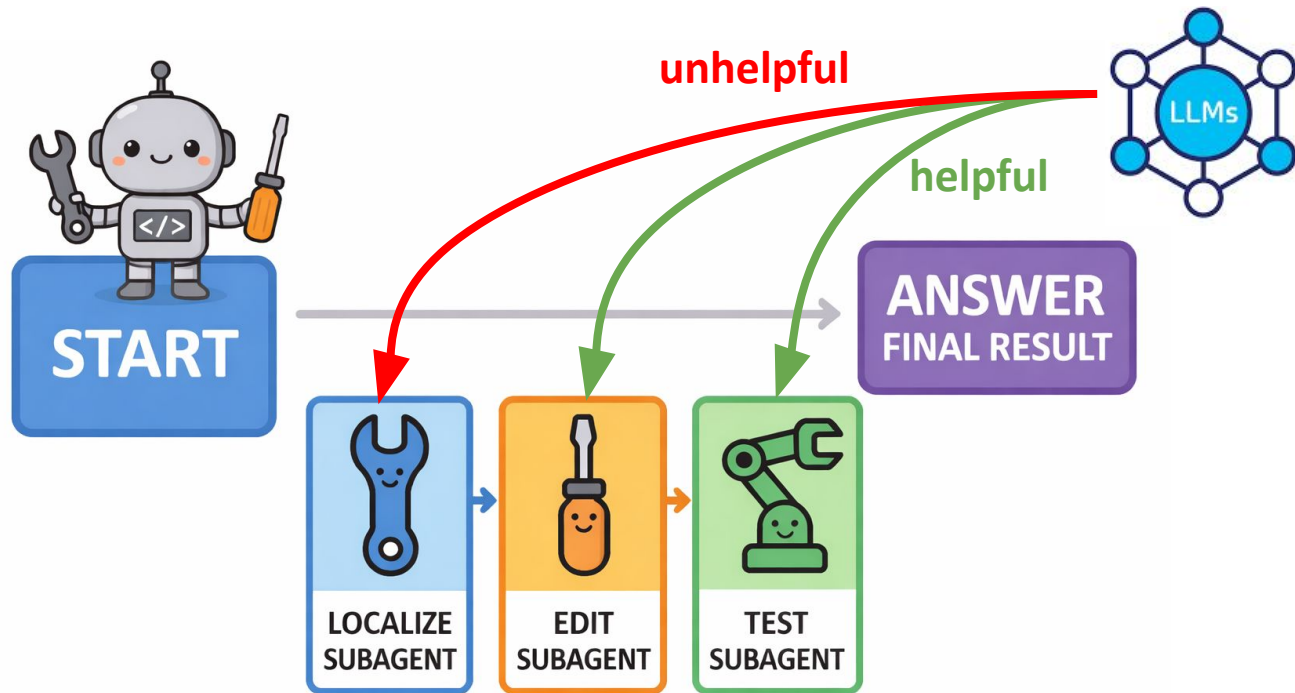 unhelpful
LLMs
helpful
</>
START
ANSWER
FINAL RESULT
LOCALIZE
SUBAGENT
EDIT
SUBAGENT
TEST
SUBAGENT